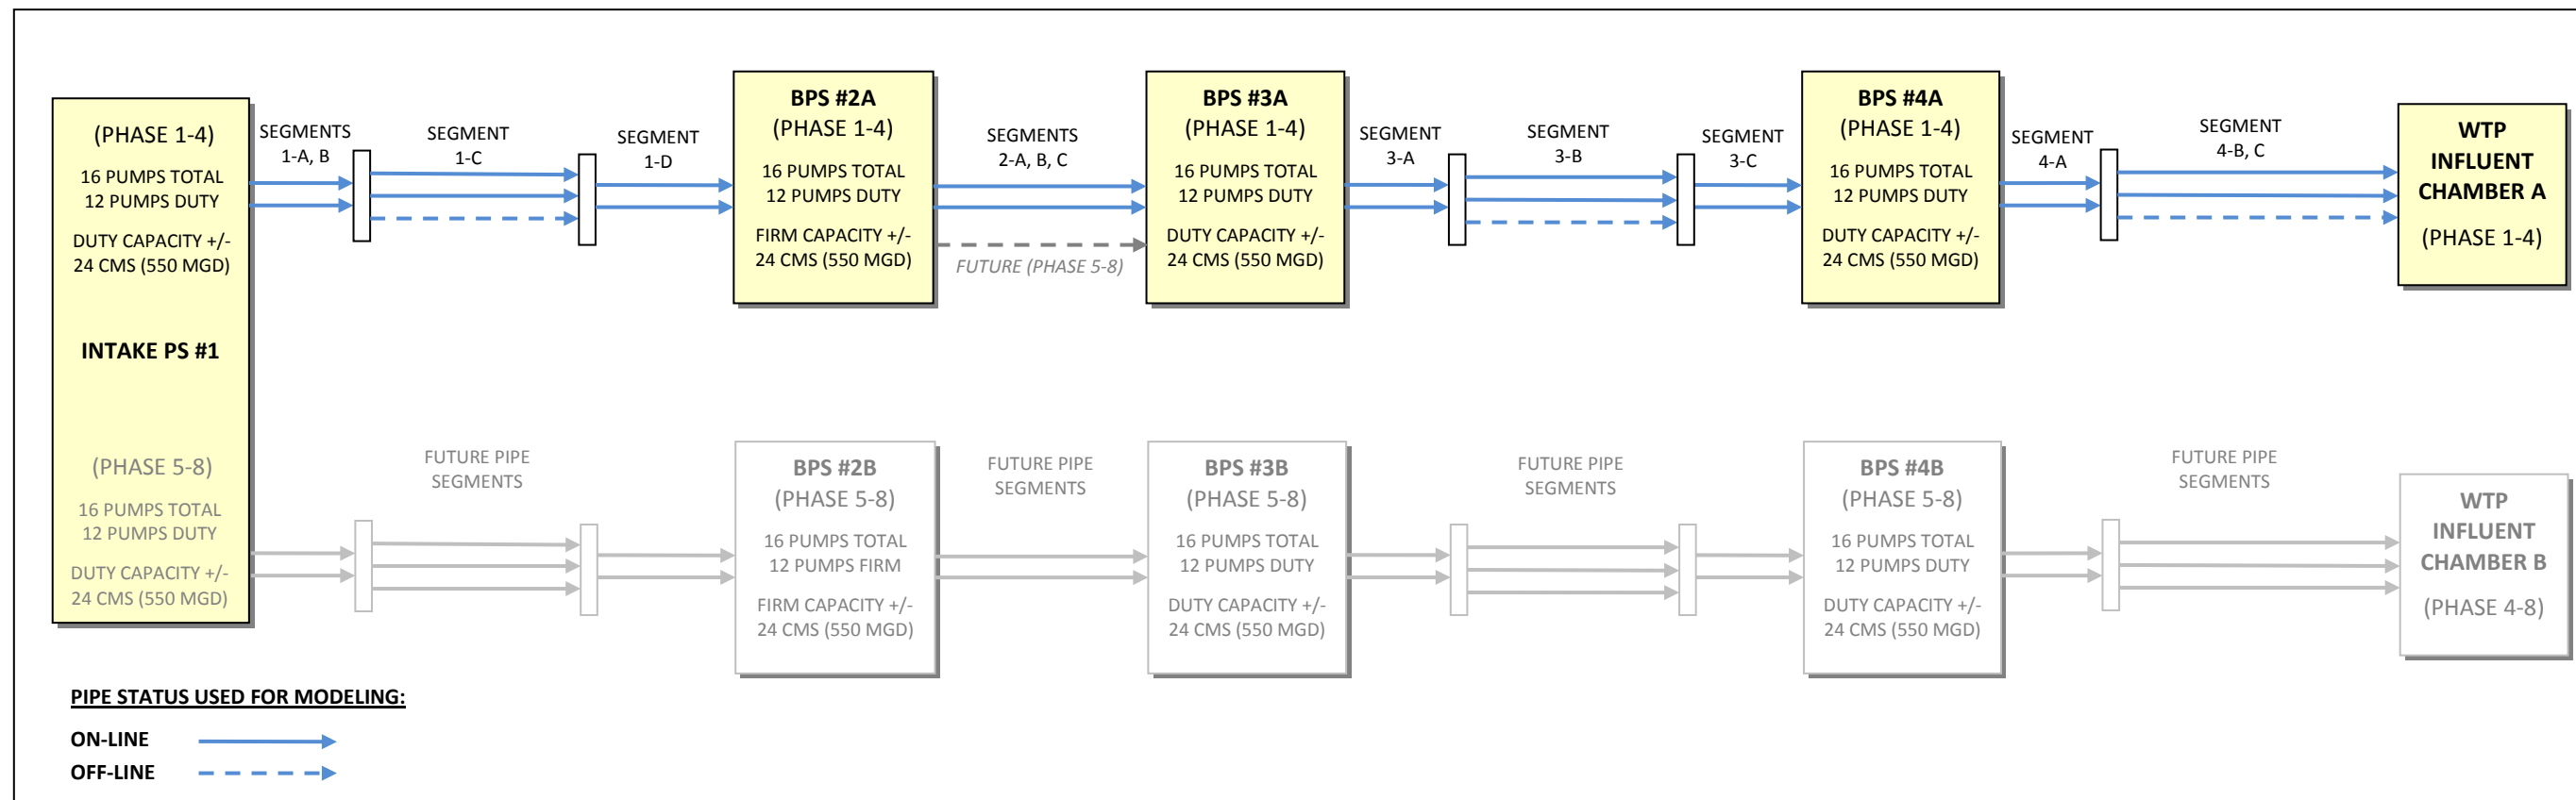 (PHASE 1-4)
16 PUMPS TOTAL
12 PUMPS DUTY
DUTY CAPACITY +/-
24 CMS (550 MGD)
INTAKE PS #1
(PHASE 5-8)
16 PUMPS TOTAL
12 PUMPS DUTY
DUTY CAPACITY +/-
24 CMS (550 MGD)
SEGMENTS
1-A, B
SEGMENT
1-C
SEGMENT
1-D
BPS #2A
(PHASE 1-4)
16 PUMPS TOTAL
12 PUMPS DUTY
FIRM CAPACITY +/-
24 CMS (550 MGD)
SEGMENTS
2-A, B, C
FUTURE (PHASE 5-8)
BPS #3A
(PHASE 1-4)
16 PUMPS TOTAL
12 PUMPS DUTY
DUTY CAPACITY +/-
24 CMS (550 MGD)
SEGMENT
3-A
SEGMENT
3-B
SEGMENT
3-C
BPS #4A
(PHASE 1-4)
16 PUMPS TOTAL
12 PUMPS DUTY
DUTY CAPACITY +/-
24 CMS (550 MGD)
SEGMENT
4-A
SEGMENT
4-B, C
WTP
INFLUENT
CHAMBER A
(PHASE 1-4)
FUTURE PIPE
SEGMENTS
BPS #2B
(PHASE 5-8)
16 PUMPS TOTAL
12 PUMPS FIRM
FIRM CAPACITY +/-
24 CMS (550 MGD)
FUTURE PIPE
SEGMENTS
BPS #3B
(PHASE 5-8)
16 PUMPS TOTAL
12 PUMPS DUTY
DUTY CAPACITY +/-
24 CMS (550 MGD)
FUTURE PIPE
SEGMENTS
BPS #4B
(PHASE 5-8)
16 PUMPS TOTAL
12 PUMPS DUTY
DUTY CAPACITY +/-
24 CMS (550 MGD)
FUTURE PIPE
SEGMENTS
WTP
INFLUENT
CHAMBER B
(PHASE 4-8)
PIPE STATUS USED FOR MODELING:
ON-LINE
OFF-LINE